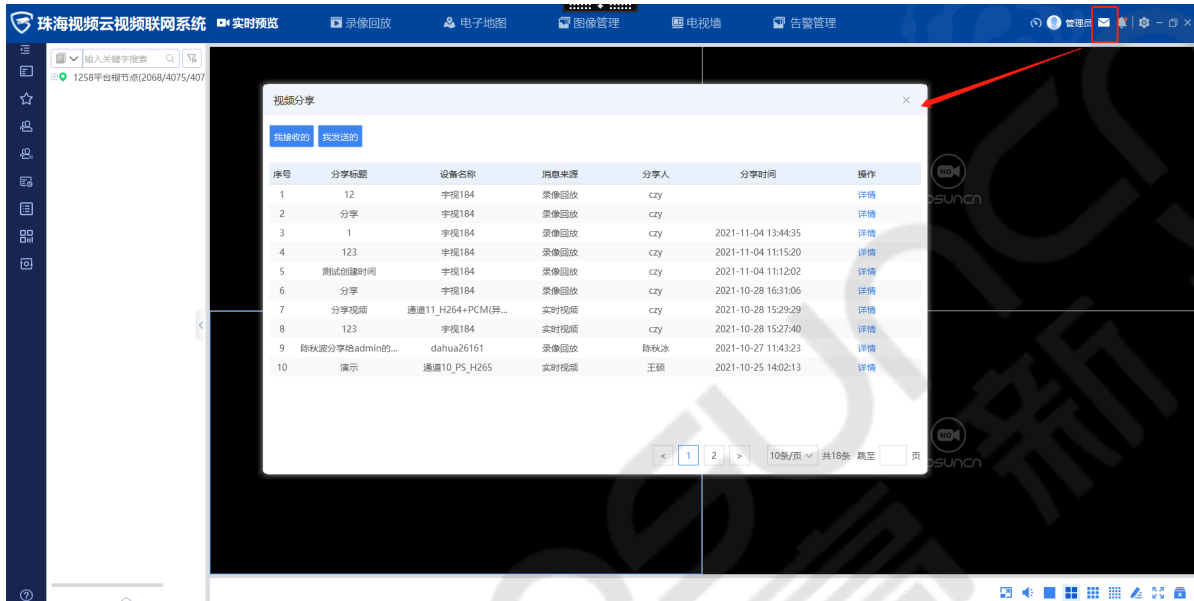 珠海视频云视频联网系统 实时预览 录像回放 电子地图 图像管理 电视墙 告警管理 管理员
输入关键字搜索
1258平台根节点(2068/4075/407
视频分享
我接收的 我发送的
序号 分享标题 设备名称 消息来源 分享人 分享时间 操作
1 12 宇视184 录像回放 czy 详情
2 分享 宇视184 录像回放 czy 详情
3 1 宇视184 录像回放 czy 2021-11-04 13:44:35 详情
4 123 宇视184 录像回放 czy 2021-11-04 11:15:20 详情
5 测试创建时间 宇视184 录像回放 czy 2021-11-04 11:12:02 详情
6 分享 宇视184 录像回放 czy 2021-10-28 16:31:06 详情
7 分享视频 通道11_H264+PCM(异... 实时视频 czy 2021-10-28 15:29:29 详情
8 123 宇视184 实时视频 czy 2021-10-28 15:27:40 详情
9 陈秋波分享给admin的... dahua26161 录像回放 陈秋冰 2021-10-27 11:43:23 详情
10 演示 通道10_PS_H265 实时视频 王硕 2021-10-25 14:02:13 详情
< 1 2 > 10条/页 共18条 跳至 页
NO
osuncn
NO
osuncn